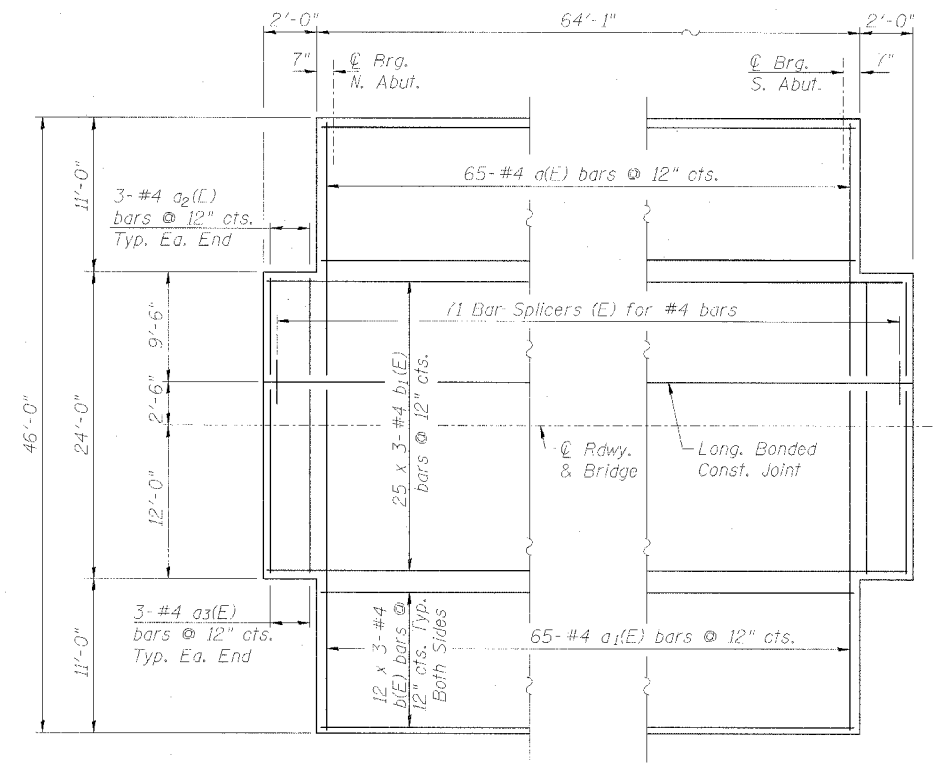 2'-0" 64'-1" 2'-0"
7" ℄ Brg. ℄ Brg. 7"
N. Abut. S. Abut.
11'-0"
65-#4 a(E) bars @ 12" cts.
3-#4 a2(E)
bars @ 12" cts.
Typ. Ea. End
71 Bar Splicers (E) for #4 bars
9'-6"
46'-0"
24'-0"
2'-6"
25 x 3-#4 b1(E)
bars @ 12" cts.
℄ Rdwy.
& Bridge
Long. Bonded
Const. Joint
12'-0"
3-#4 a3(E)
bars @ 12" cts.
Typ. Ea. End
11'-0"
12 x 3-#4
b(E) bars @
12" cts. Typ.
Both Sides
65-#4 a1(E) bars @ 12" cts.